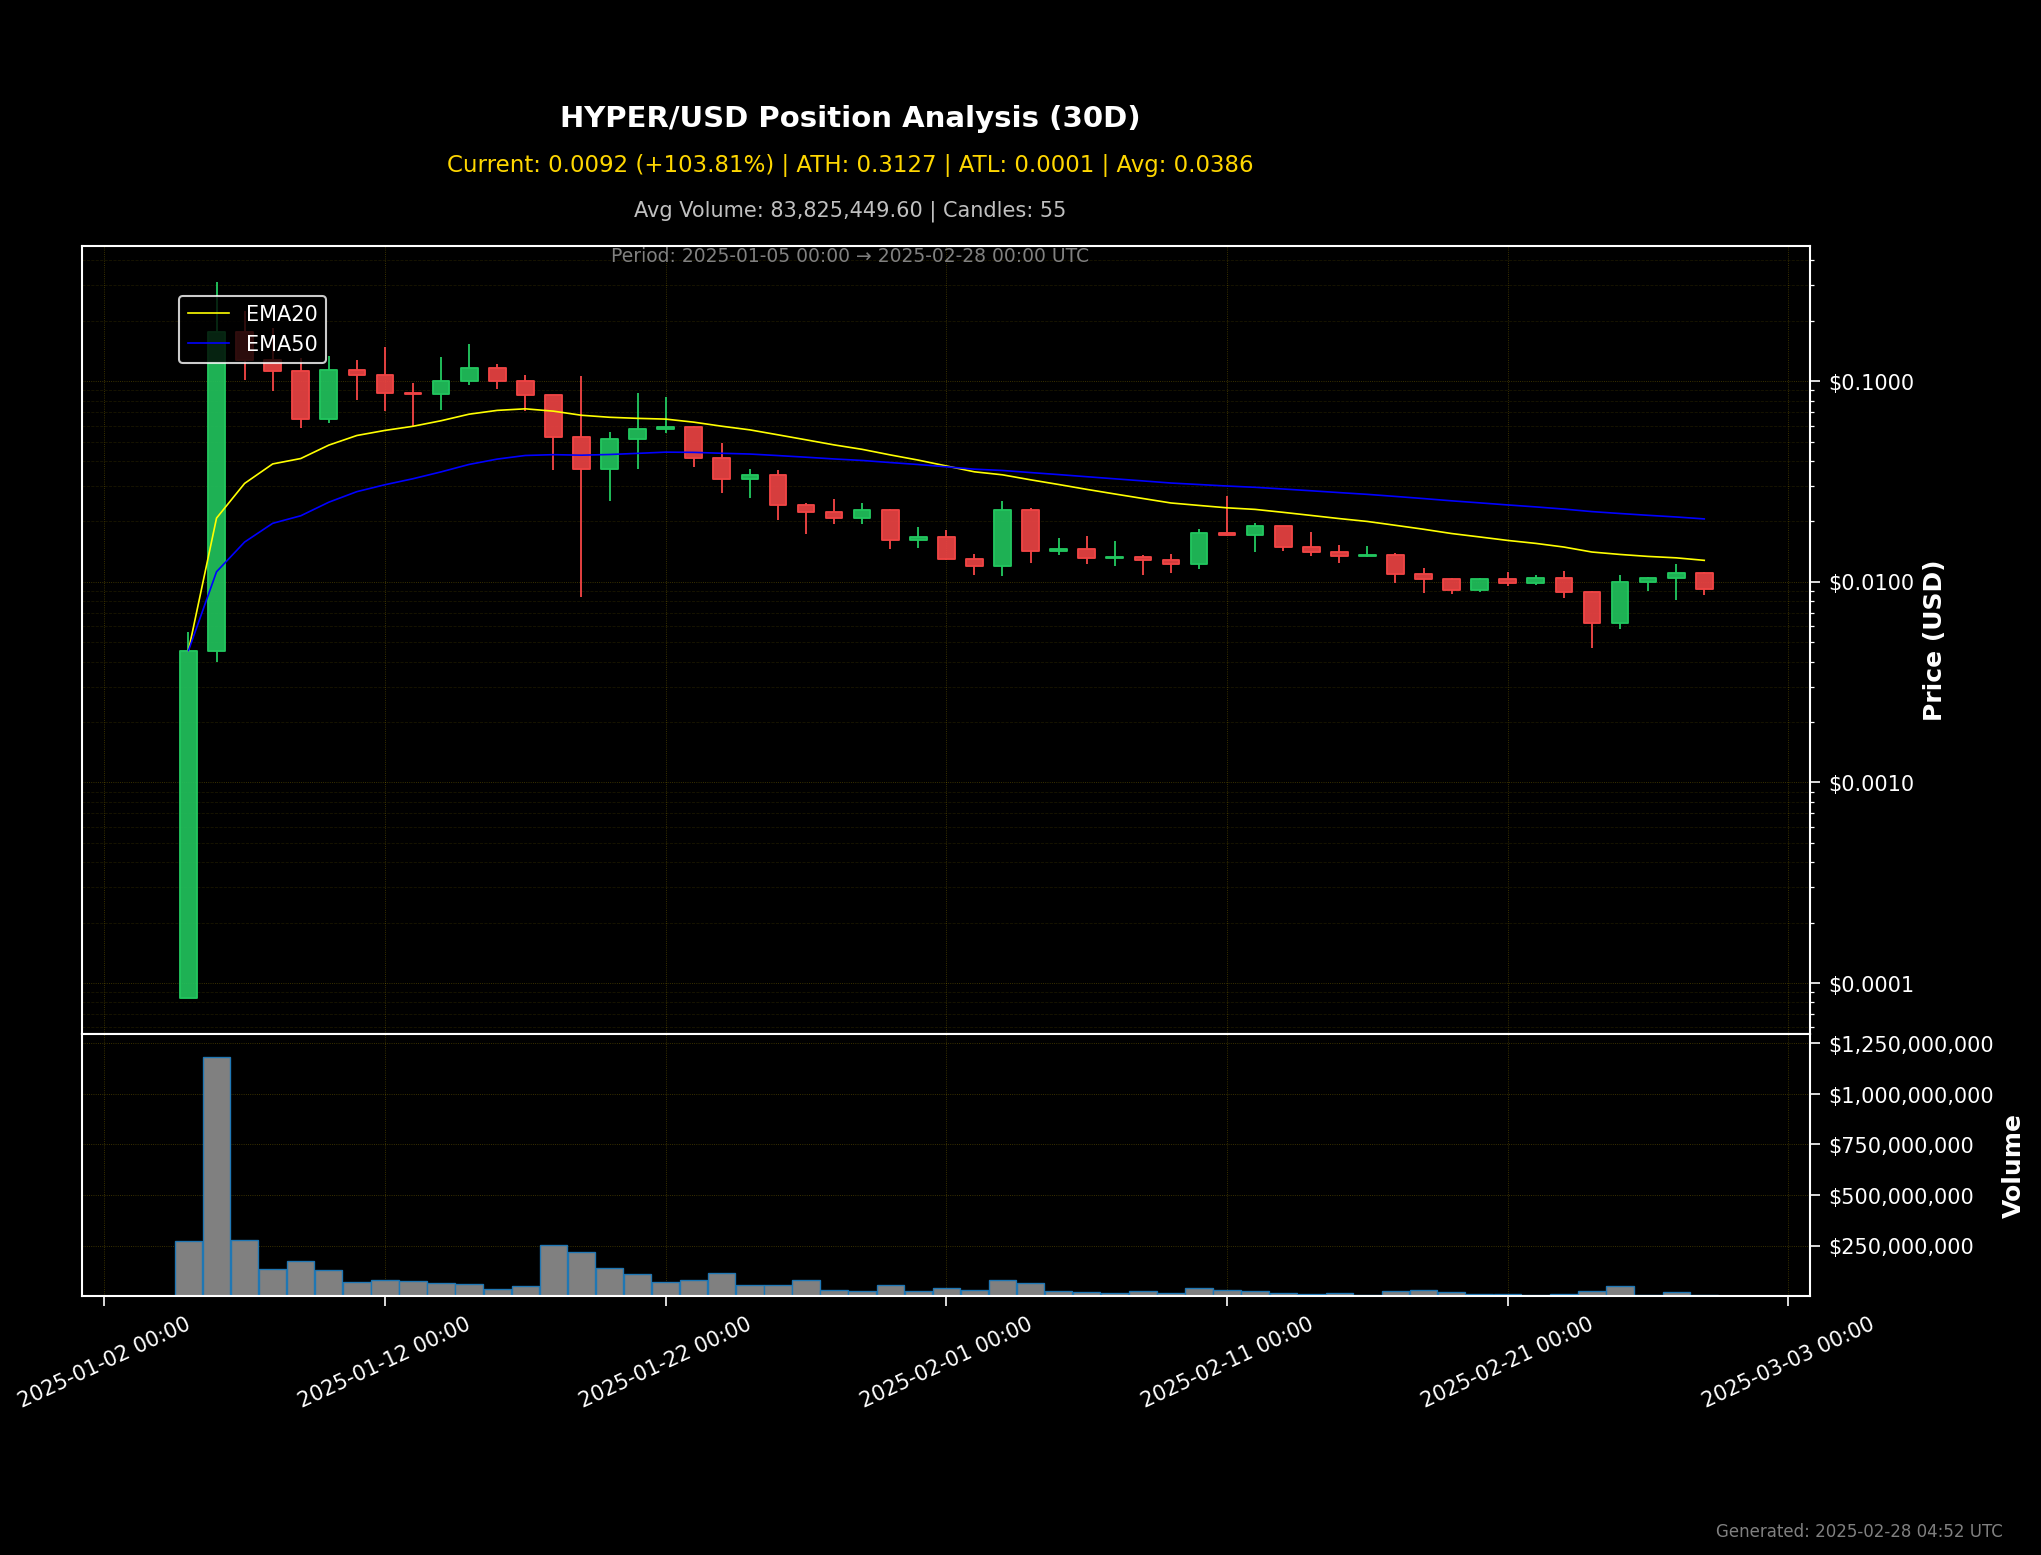 HYPER/USD Position Analysis (30D)
Current: 0.0092 (+103.81%) | ATH: 0.3127 | ATL: 0.0001 | Avg: 0.0386
Avg Volume: 83,825,449.60 | Candles: 55
Period: 2025-01-05 00:00 → 2025-02-28 00:00 UTC
EMA20
EMA50
$0.1000
$0.0100
$0.0010
$0.0001
Price (USD)
$1,250,000,000
$1,000,000,000
$750,000,000
$500,000,000
$250,000,000
Volume
2025-01-02 00:00
2025-01-12 00:00
2025-01-22 00:00
2025-02-01 00:00
2025-02-11 00:00
2025-02-21 00:00
2025-03-03 00:00
Generated: 2025-02-28 04:52 UTC